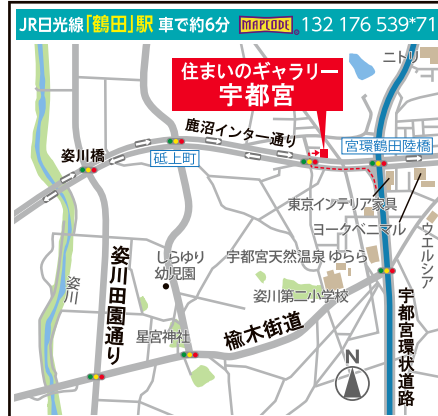 JR日光線「鶴田」駅 車で約6分 MAPCODE 132 176 539*71
ニトリ
住まいのギャラリー
宇都宮
鹿沼インター通り
宮環鶴田陸橋
姿川橋
砥上町
東京インテリア家具
ヨークベニマル
ウエルシア
姿川田園通り
しらゆり
幼児園
宇都宮天然温泉 ゆらら
姿川
姿川第二小学校
宇都宮環状道路
楡木街道
星宮神社
N